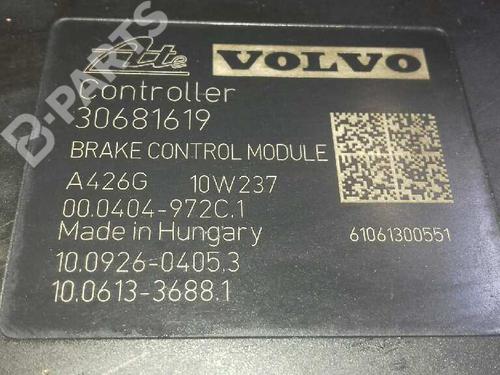 Ate VOLVO
Controller
30681619
BRAKE CONTROL MODULE
A426G 10W237
00.0404-972C.1
Made in Hungary 61061300551
10.0926-0405.3
10.0613-3688.1
B-PARTS